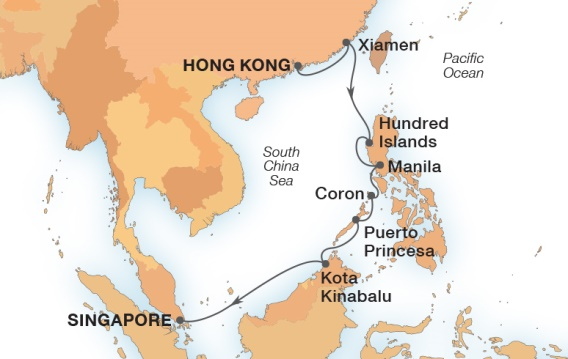 Xiamen
HONG KONG
Pacific
Ocean
Hundred
Islands
South
China
Sea
Manila
Coron
Puerto
Princesa
Kota
Kinabalu
SINGAPORE